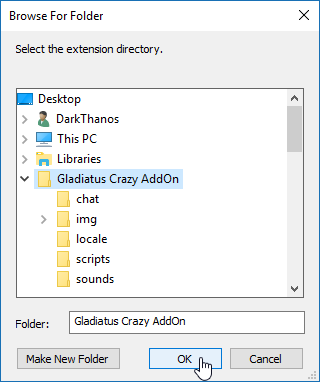 Browse For Folder
Select the extension directory.
Desktop
DarkThanos
This PC
Libraries
Gladiatus Crazy AddOn
chat
img
locale
scripts
sounds
Folder: Gladiatus Crazy AddOn
Make New Folder OK Cancel